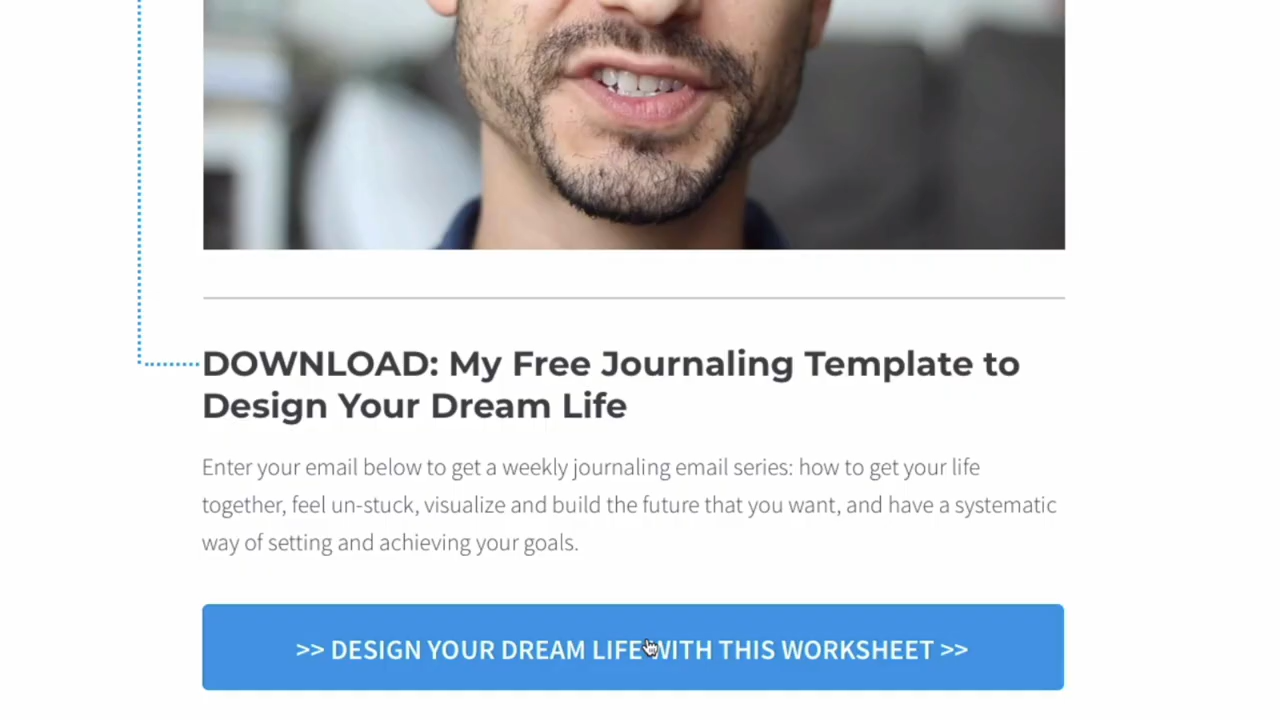 DOWNLOAD: My Free Journaling Template to
Design Your Dream Life
Enter your email below to get a weekly journaling email series: how to get your life
together, feel un-stuck, visualize and build the future that you want, and have a systematic
way of setting and achieving your goals.
>> DESIGN YOUR DREAM LIFE WITH THIS WORKSHEET >>